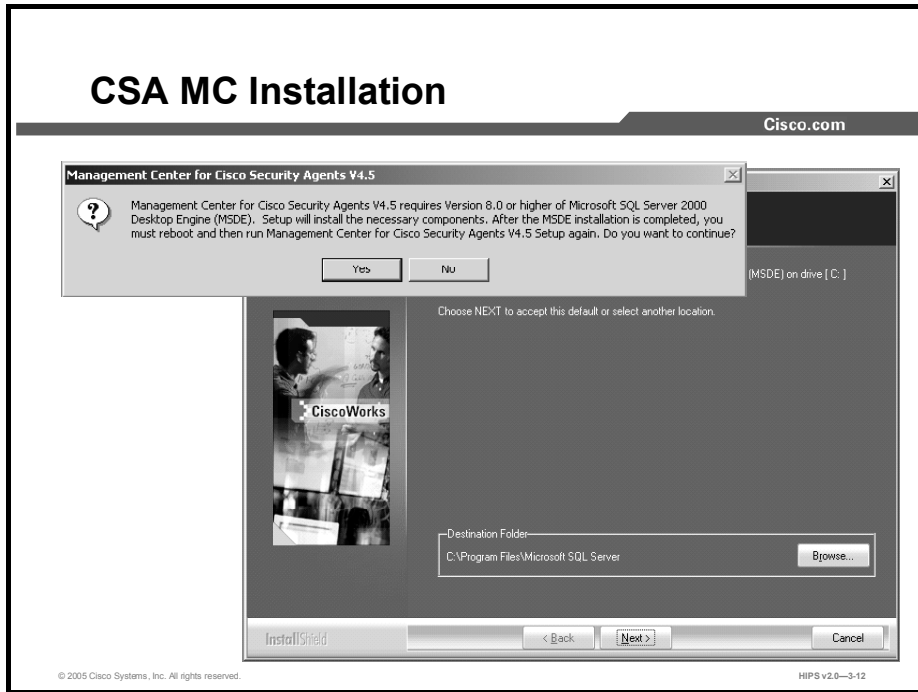 CSA MC Installation
Cisco.com
Management Center for Cisco Security Agents V4.5
Management Center for Cisco Security Agents V4.5 requires Version 8.0 or higher of Microsoft SQL Server 2000
Desktop Engine (MSDE). Setup will install the necessary components. After the MSDE installation is completed, you
must reboot and then run Management Center for Cisco Security Agents V4.5 Setup again. Do you want to continue?
Yes
No
(MSDE) on drive [ C: ]
Choose NEXT to accept this default or select another location.
CiscoWorks
Destination Folder
C:\Program Files\Microsoft SQL Server
Browse...
InstallShield
< Back
Next >
Cancel
© 2005 Cisco Systems, Inc. All rights reserved.
HIPS v2.0—3-12